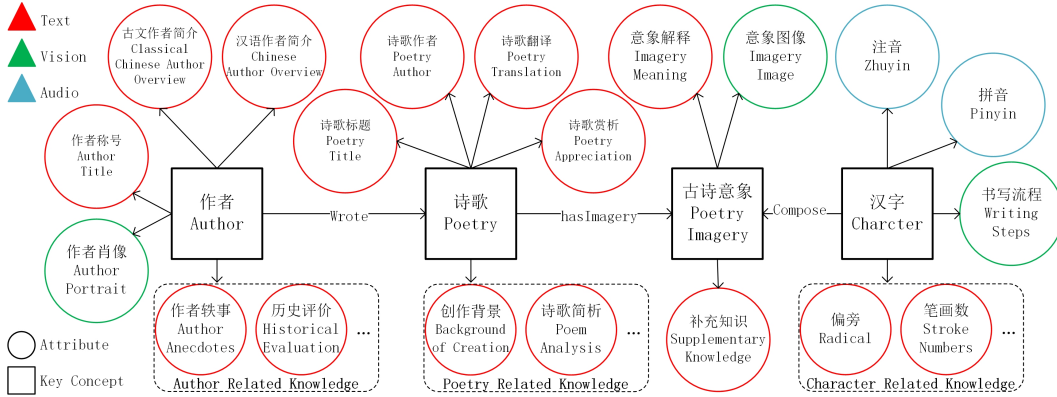 Text
Vision
Audio
古文作者简介
Classical
Chinese Author
Overview
汉语作者简介
Chinese
Author Overview
诗歌作者
Poetry
Author
诗歌翻译
Poetry
Translation
意象解释
Imagery
Meaning
意象图像
Imagery
Image
注音
Zhuyin
拼音
Pinyin
作者称号
Author
Title
诗歌标题
Poetry
Title
诗歌赏析
Poetry
Appreciation
作者
Author
Wrote
诗歌
Poetry
hasImagery
古诗意象
Poetry
Imagery
Compose
汉字
Charcter
书写流程
Writing
Steps
作者肖像
Author
Portrait
作者轶事
Author
Anecdotes
历史评价
Historical
Evaluation
...
Author Related Knowledge
创作背景
Background
of Creation
诗歌简析
Poem
Analysis
...
Poetry Related Knowledge
补充知识
Supplementary
Knowledge
偏旁
Radical
笔画数
Stroke
Numbers
...
Character Related Knowledge
Attribute
Key Concept